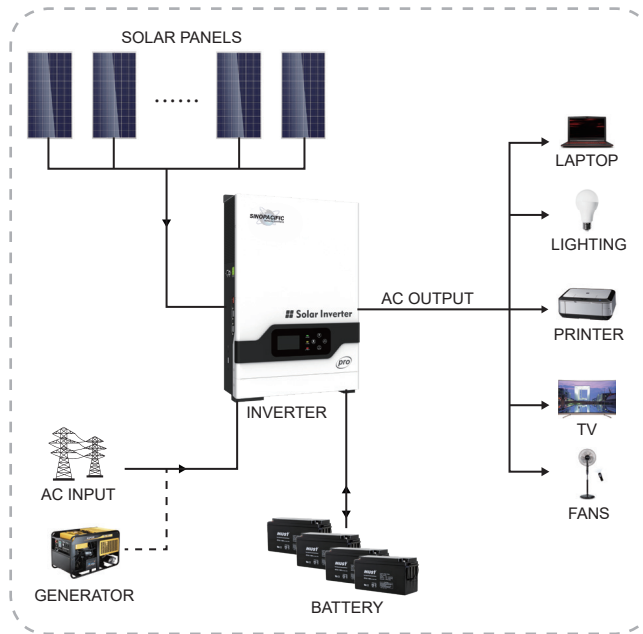 SOLAR PANELS
SINOPACIFIC
Solar Inverter
pro
INVERTER
AC OUTPUT
LAPTOP
LIGHTING
PRINTER
TV
FANS
AC INPUT
GENERATOR
MUST
MUST
MUST
MUST
BATTERY